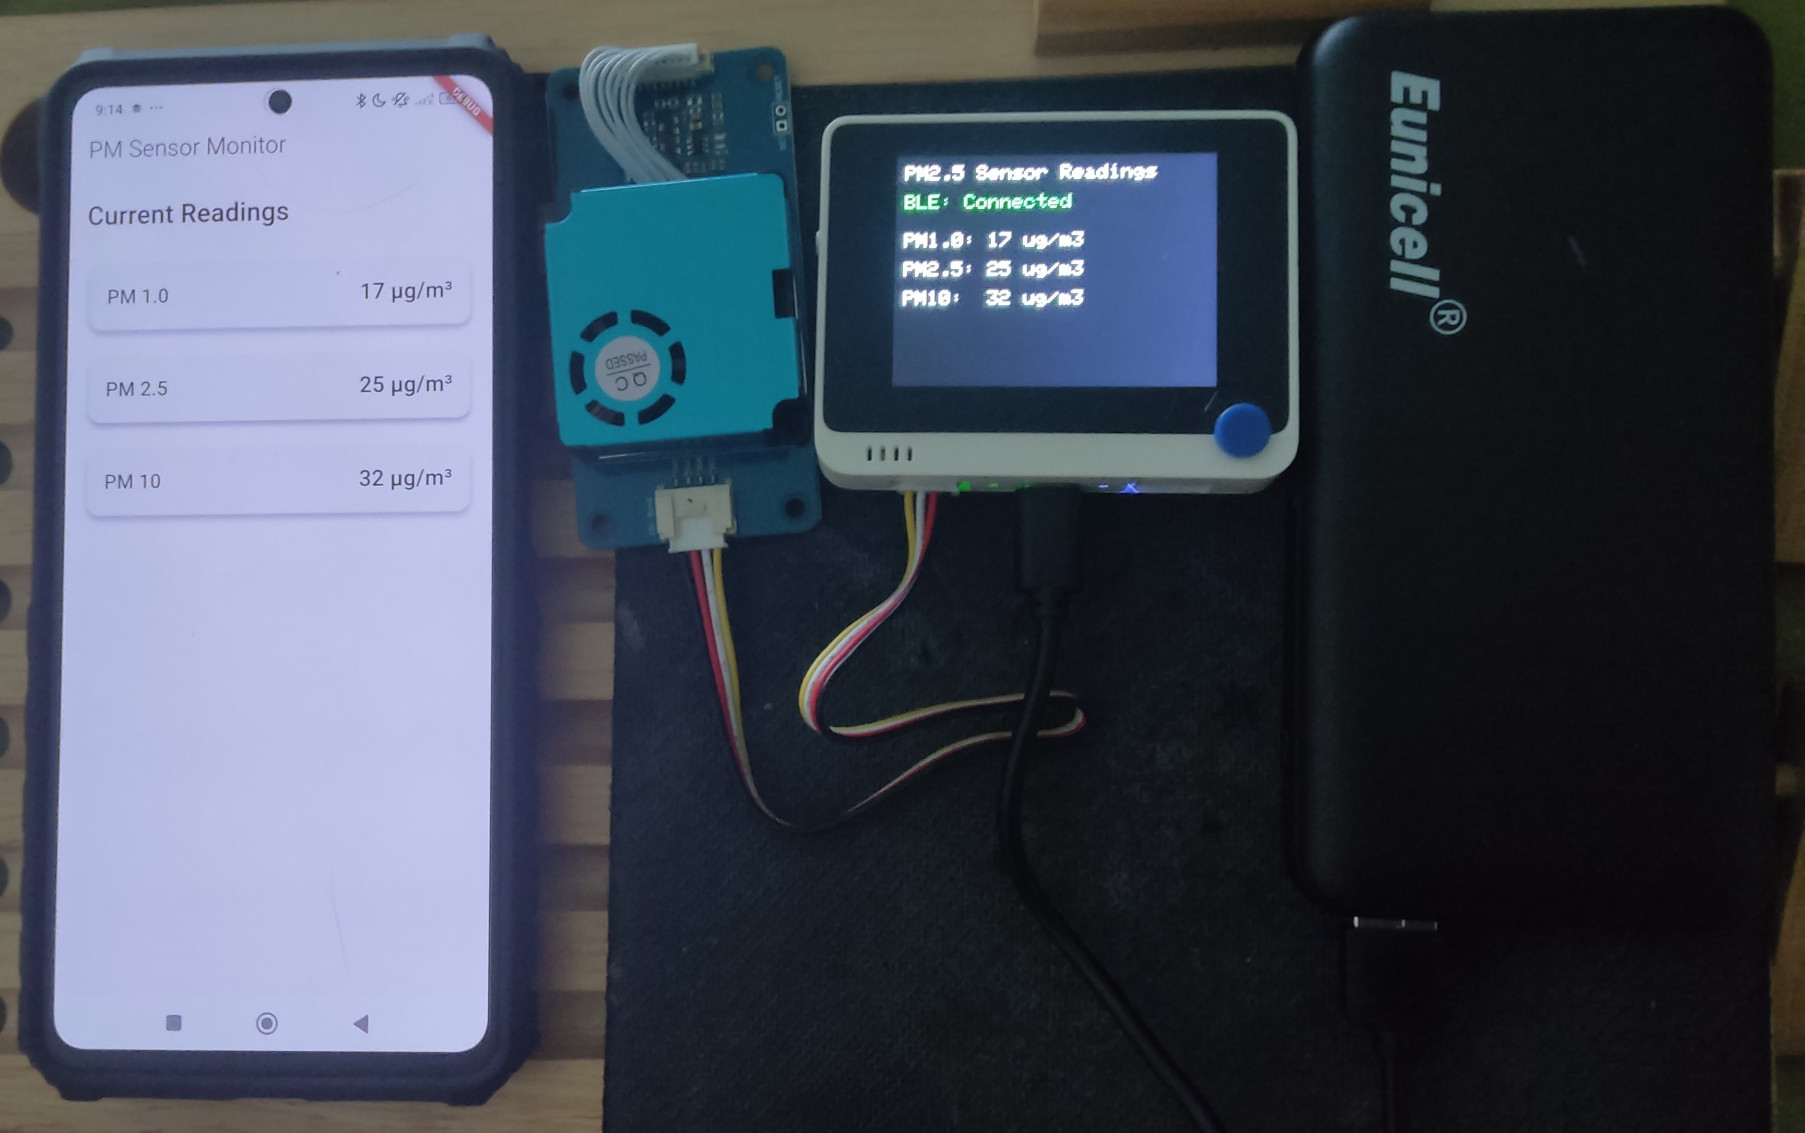 9:14
DEBUG
PM Sensor Monitor
Current Readings
PM 1.0 17 µg/m³
PM 2.5 25 µg/m³
PM 10 32 µg/m³
QC
PASSED
PM2.5 Sensor Readings
BLE: Connected
PM1.0: 17 ug/m3
PM2.5: 25 ug/m3
PM10: 32 ug/m3
Eunicell®